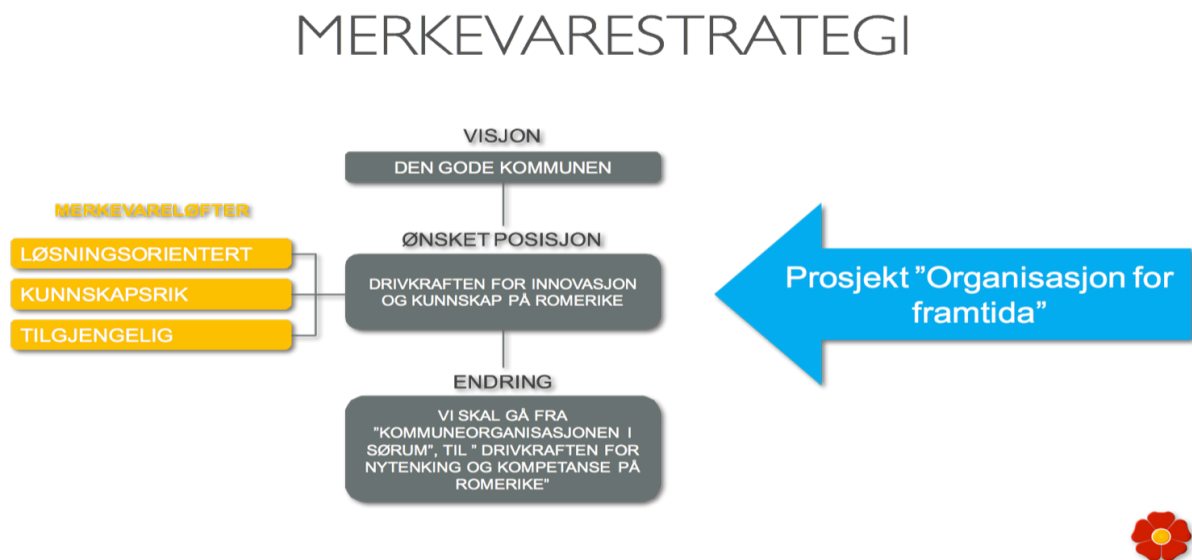 MERKEVARESTRATEGI
VISJON
DEN GODE KOMMUNEN
MERKEVARELØFTER
LØSNINGSORIENTERT
KUNNSKAPSRIK
TILGJENGELIG
ØNSKET POSISJON
DRIVKRAFTEN FOR INNOVASJON
OG KUNNSKAP PÅ ROMERIKE
ENDRING
VI SKAL GÅ FRA
"KOMMUNEORGANISASJONEN I
SØRUM", TIL " DRIVKRAFTEN FOR
NYTENKING OG KOMPETANSE PÅ
ROMERIKE"
Prosjekt "Organisasjon for
framtida"